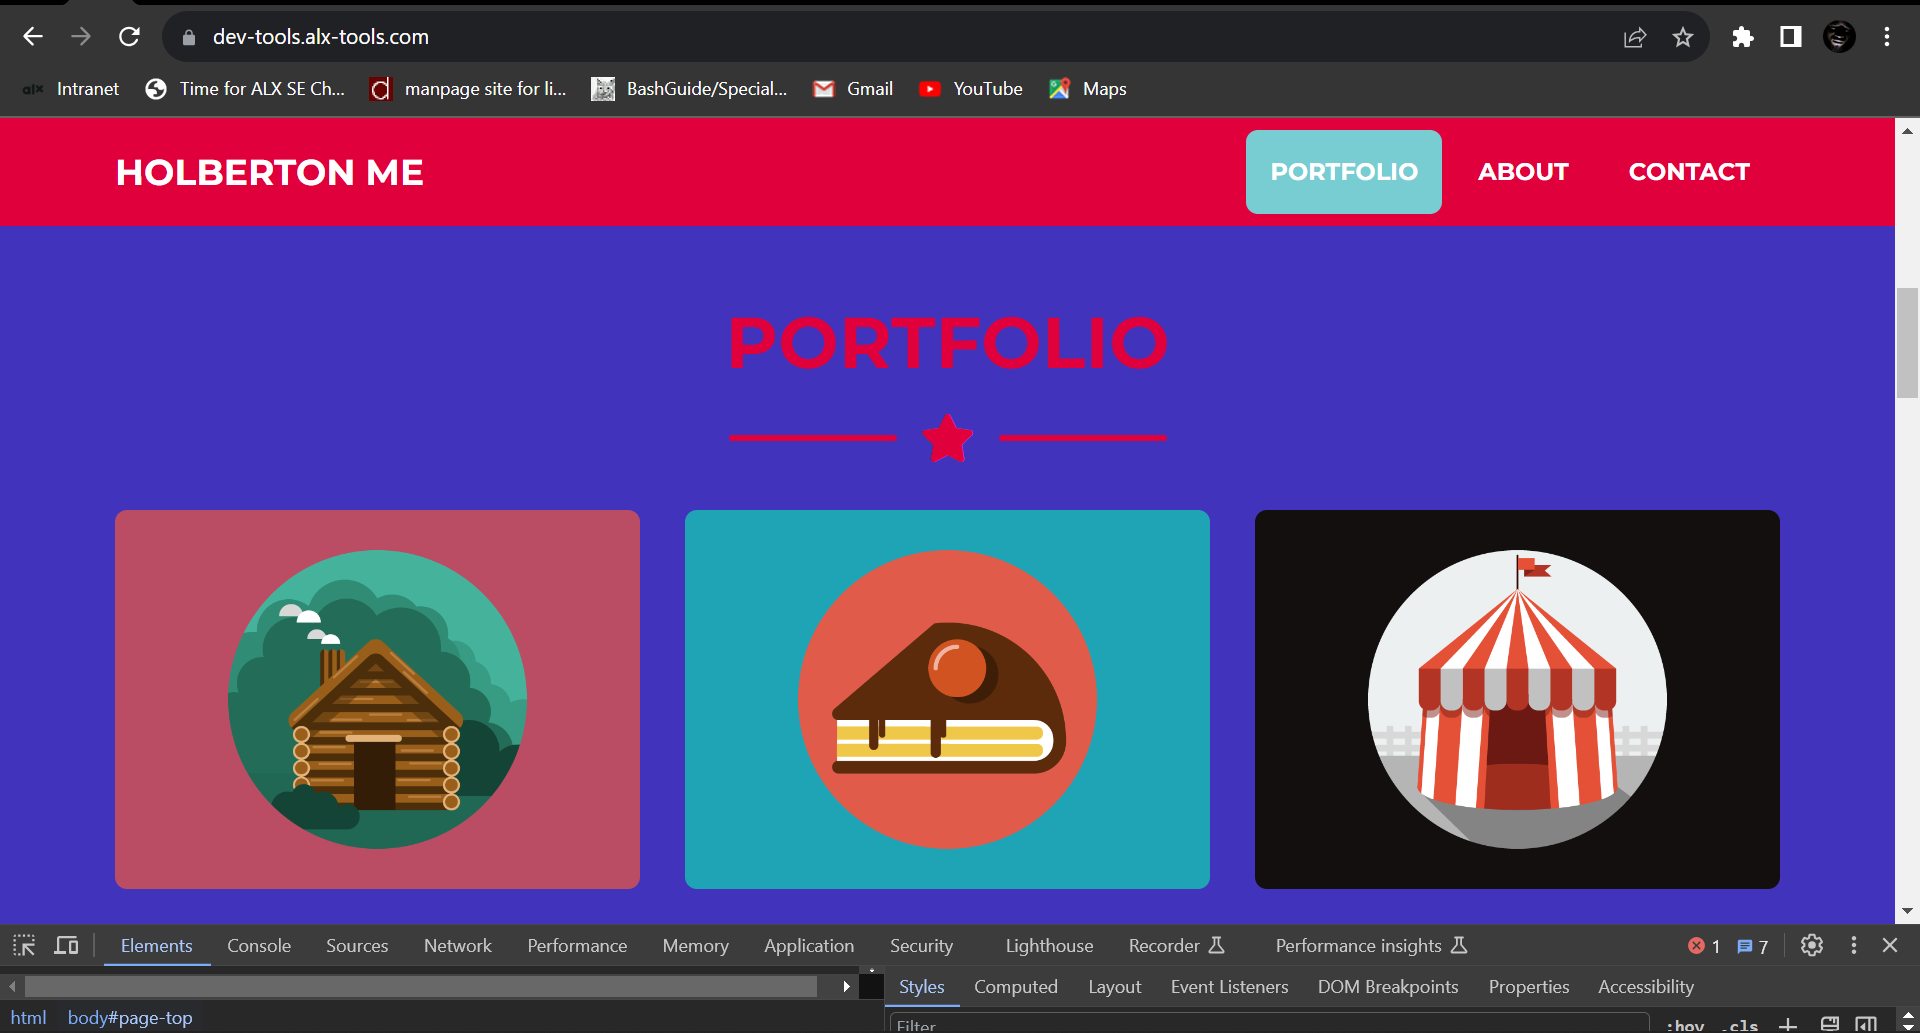 dev-tools.alx-tools.com
alx Intranet Time for ALX SE Ch... manpage site for li... BashGuide/Special... Gmail YouTube Maps
HOLBERTON ME PORTFOLIO ABOUT CONTACT
PORTFOLIO
Elements Console Sources Network Performance Memory Application Security Lighthouse Recorder Performance insights 1 7
Styles Computed Layout Event Listeners DOM Breakpoints Properties Accessibility
html body#page-top
Filter :hov .cls